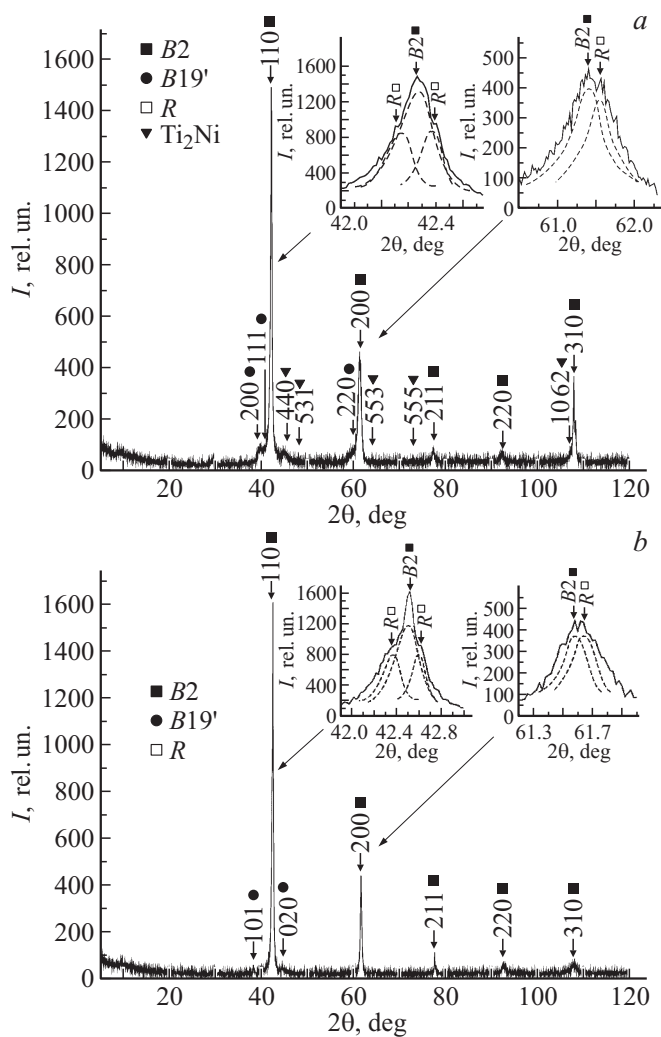 a
1600
1400
1200
1000
800
600
400
200
0
I, rel. un.
■ B2
● B19'
□ R
▼ Ti2Ni
200
111
110
440
531
220
200
553
555
211
220
10 62
310
20 40 60 80 100 120
2θ, deg
1600
1200
800
400
0
I, rel. un.
R
B2
R
42.0 42.4
2θ, deg
500
400
300
200
100
0
I, rel. un.
B2
R
61.0 62.0
2θ, deg
b
1600
1400
1200
1000
800
600
400
200
0
I, rel. un.
■ B2
● B19'
□ R
101
110
020
200
211
220
310
20 40 60 80 100 120
2θ, deg
1600
1200
800
400
0
I, rel. un.
R
B2
R
42.0 42.4 42.8
2θ, deg
500
400
300
200
100
0
I, rel. un.
B2
R
61.3 61.7
2θ, deg